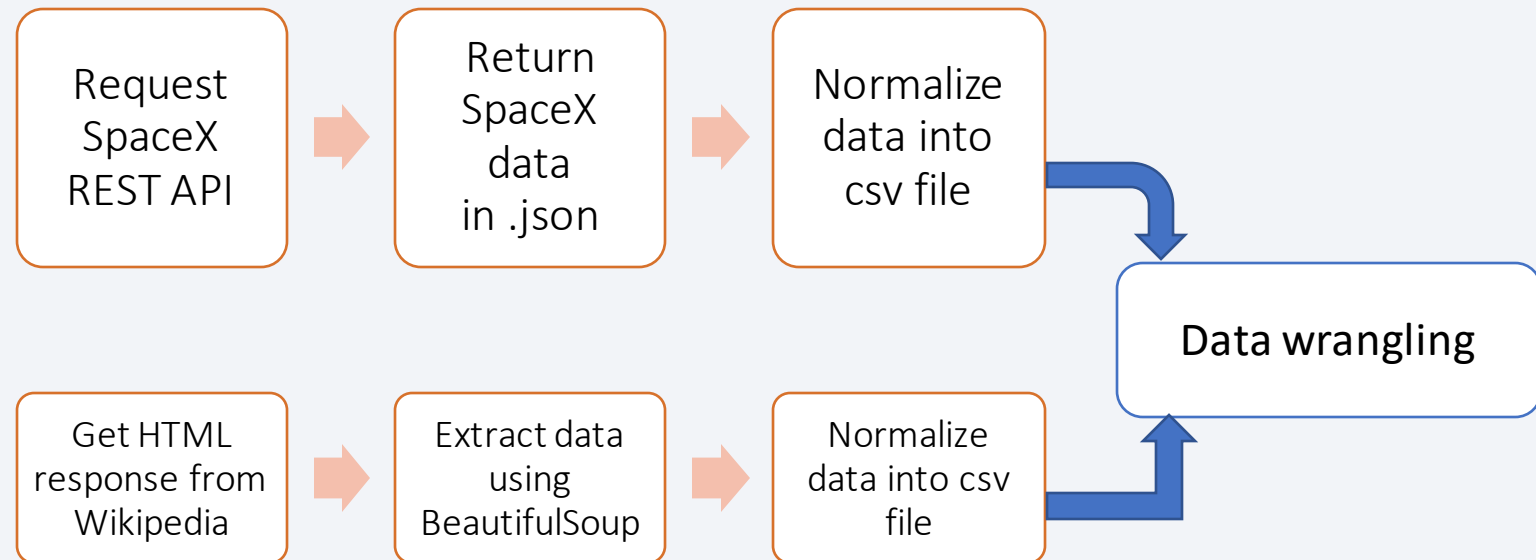 Request
SpaceX
REST API
Return
SpaceX
data
in .json
Normalize
data into
csv file
Data wrangling
Get HTML
response from
Wikipedia
Extract data
using
BeautifulSoup
Normalize
data into csv
file